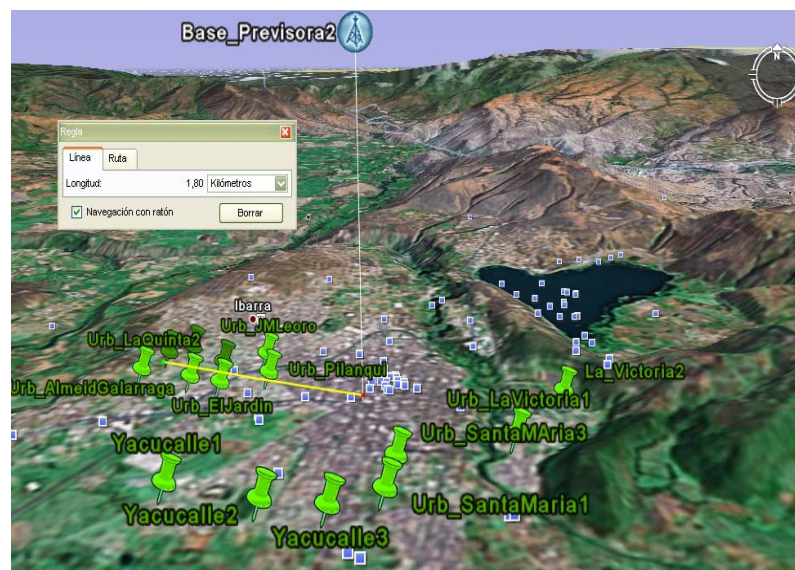 Base_Previsora2
N
Regla
Línea
Ruta
Longitud:
1,80
Kilómetros
Navegación con ratón
Borrar
Ibarra
Urb_JMLeoro
Urb_LaQuinta2
Urb_Pilanqui
Urb_AlmeidGalarraga
Urb_ElJardin
La_Victoria2
Urb_LaVictoria1
Urb_SantaMAria3
Yacucalle1
Urb_SantaMaria1
Yacucalle2
Yacucalle3